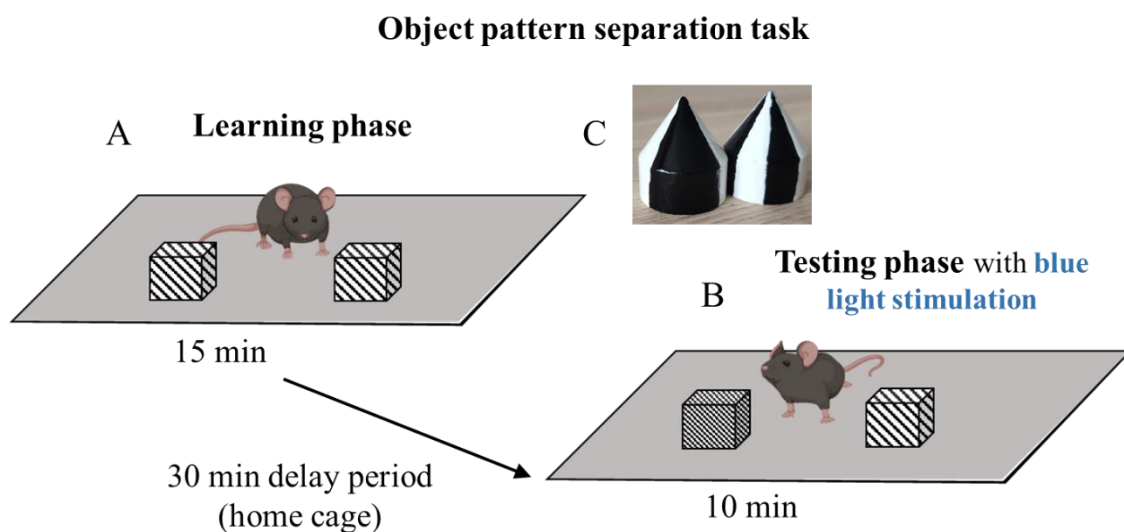 Object pattern separation task
A
Learning phase
C
15 min
Testing phase with blue
light stimulation
B
30 min delay period
(home cage)
10 min